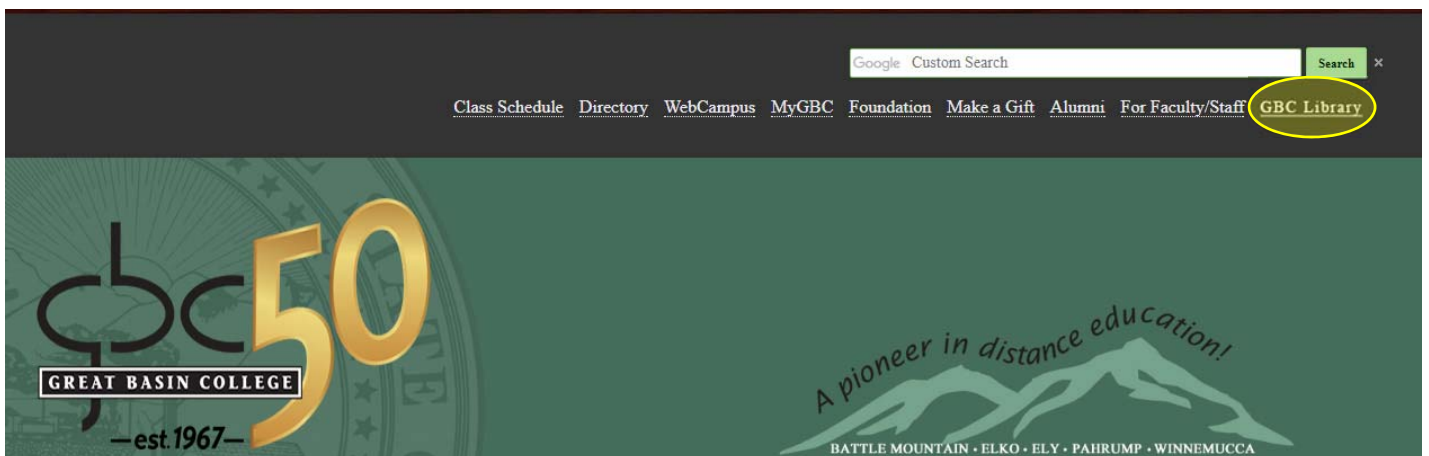 Google Custom Search Search ×
Class Schedule Directory WebCampus MyGBC Foundation Make a Gift Alumni For Faculty/Staff GBC Library
gbc 50
GREAT BASIN COLLEGE
—est.1967—
A pioneer in distance education!
BATTLE MOUNTAIN • ELKO • ELY • PAHRUMP • WINNEMUCCA